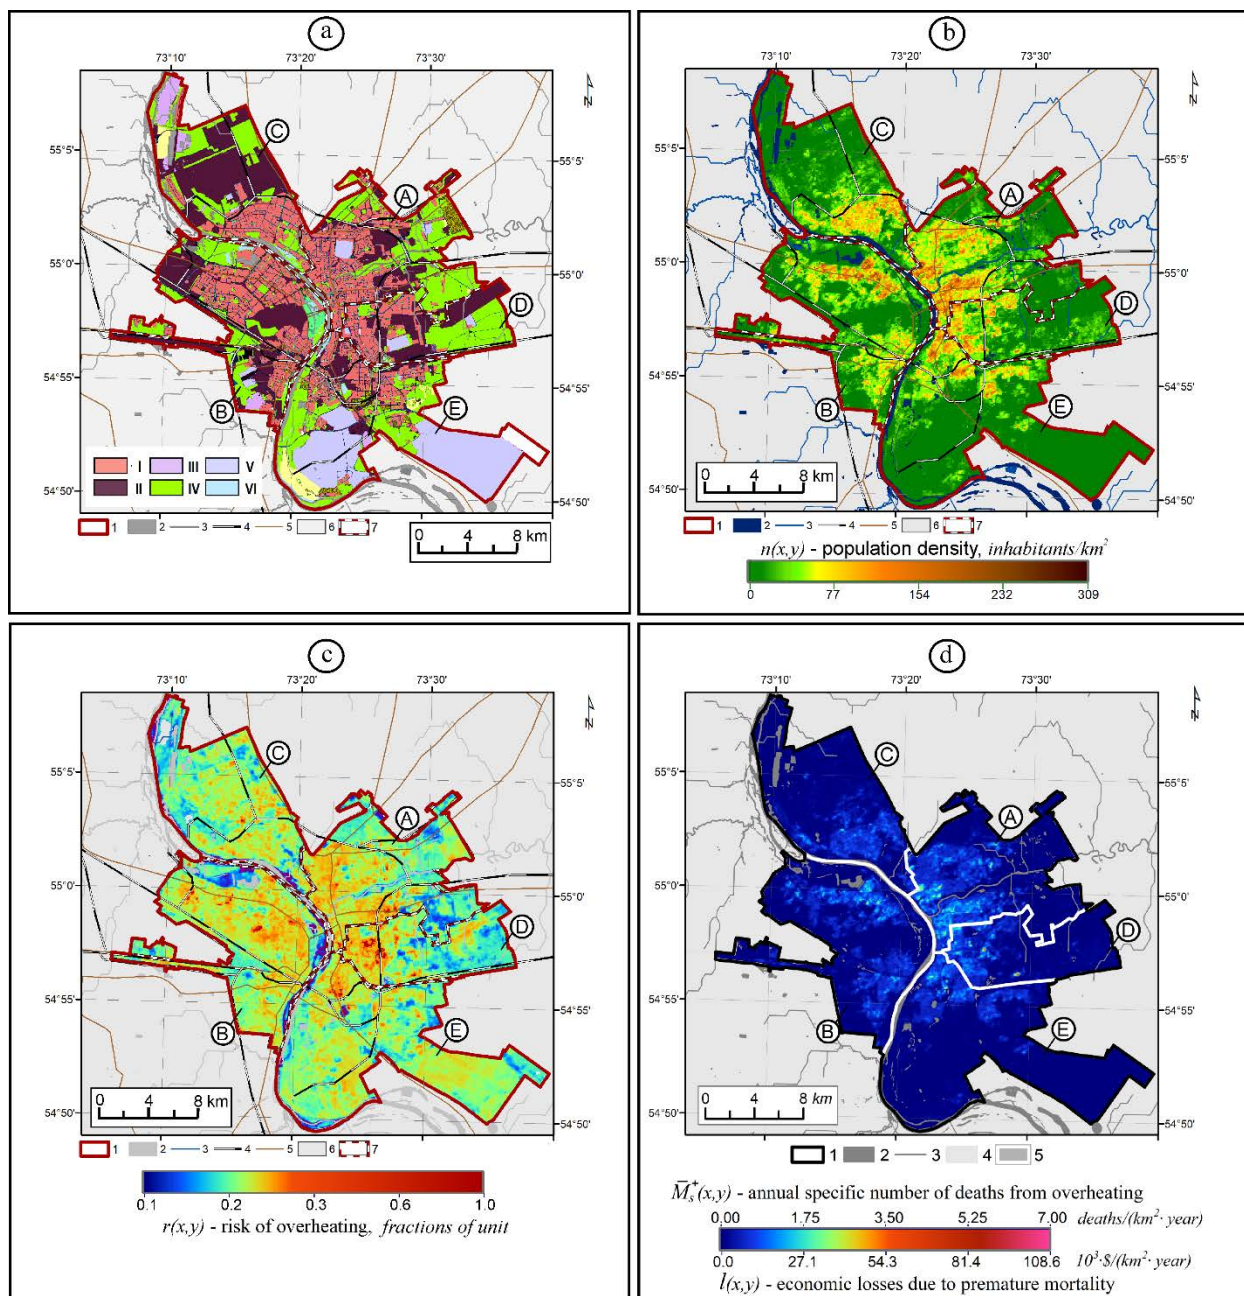 a
73°10'
73°20'
73°30'
N
C
55°5'
55°5'
A
55°0'
55°0'
D
54°55'
54°55'
B
E
I III V
II IV VI
54°50'
54°50'
1 2 3 4 5 6 7
0 4 8 km
b
73°10'
73°20'
73°30'
N
C
55°5'
55°5'
A
55°0'
55°0'
D
54°55'
54°55'
B
E
0 4 8 km
54°50'
54°50'
1 2 3 4 5 6 7
n(x,y) - population density, inhabitants/km²
0 77 154 232 309
c
73°10'
73°20'
73°30'
N
C
55°5'
55°5'
A
55°0'
55°0'
D
54°55'
54°55'
B
E
0 4 8 km
54°50'
54°50'
1 2 3 4 5 6 7
0.1 0.2 0.3 0.6 1.0
r(x,y) - risk of overheating, fractions of unit
d
73°10'
73°20'
73°30'
N
C
55°5'
55°5'
A
55°0'
55°0'
D
54°55'
54°55'
B
E
0 4 8 km
54°50'
54°50'
1 2 3 4 5
M̄s⁺(x,y) - annual specific number of deaths from overheating
0.00 1.75 3.50 5.25 7.00 deaths/(km²· year)
0.0 27.1 54.3 81.4 108.6 10³·$/(km²· year)
l(x,y) - economic losses due to premature mortality